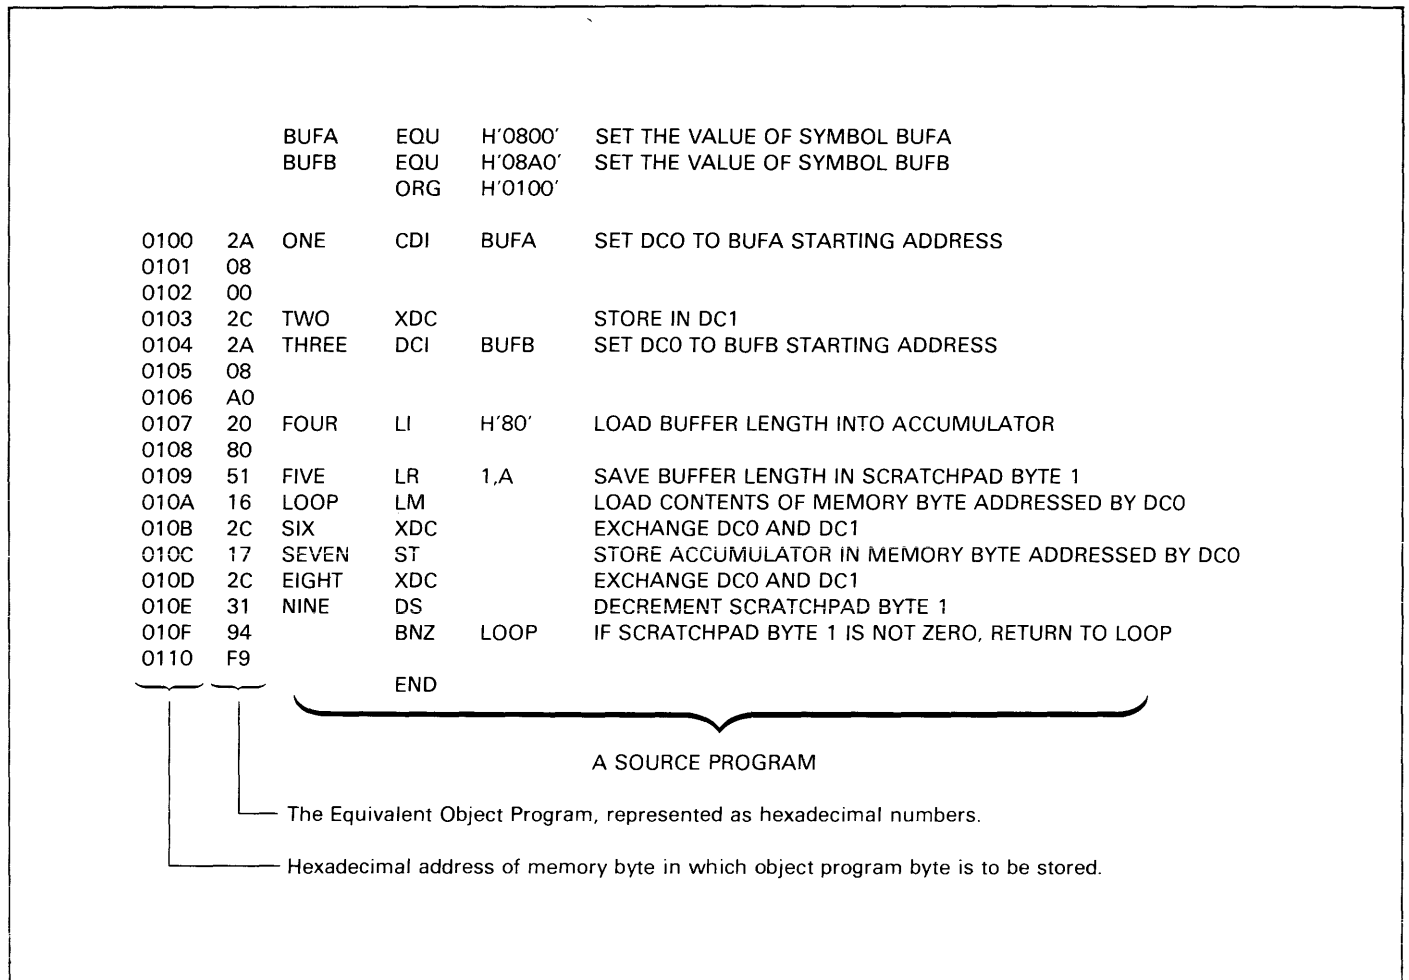 BUFA EQU H'0800' SET THE VALUE OF SYMBOL BUFA
BUFB EQU H'08A0' SET THE VALUE OF SYMBOL BUFB
ORG H'0100'
0100 2A ONE CDI BUFA SET DCO TO BUFA STARTING ADDRESS
0101 08
0102 00
0103 2C TWO XDC STORE IN DC1
0104 2A THREE DCI BUFB SET DCO TO BUFB STARTING ADDRESS
0105 08
0106 A0
0107 20 FOUR LI H'80' LOAD BUFFER LENGTH INTO ACCUMULATOR
0108 80
0109 51 FIVE LR 1,A SAVE BUFFER LENGTH IN SCRATCHPAD BYTE 1
010A 16 LOOP LM LOAD CONTENTS OF MEMORY BYTE ADDRESSED BY DC0
010B 2C SIX XDC EXCHANGE DC0 AND DC1
010C 17 SEVEN ST STORE ACCUMULATOR IN MEMORY BYTE ADDRESSED BY DC0
010D 2C EIGHT XDC EXCHANGE DC0 AND DC1
010E 31 NINE DS DECREMENT SCRATCHPAD BYTE 1
010F 94 BNZ LOOP IF SCRATCHPAD BYTE 1 IS NOT ZERO, RETURN TO LOOP
0110 F9
END
A SOURCE PROGRAM
The Equivalent Object Program, represented as hexadecimal numbers.
Hexadecimal address of memory byte in which object program byte is to be stored.